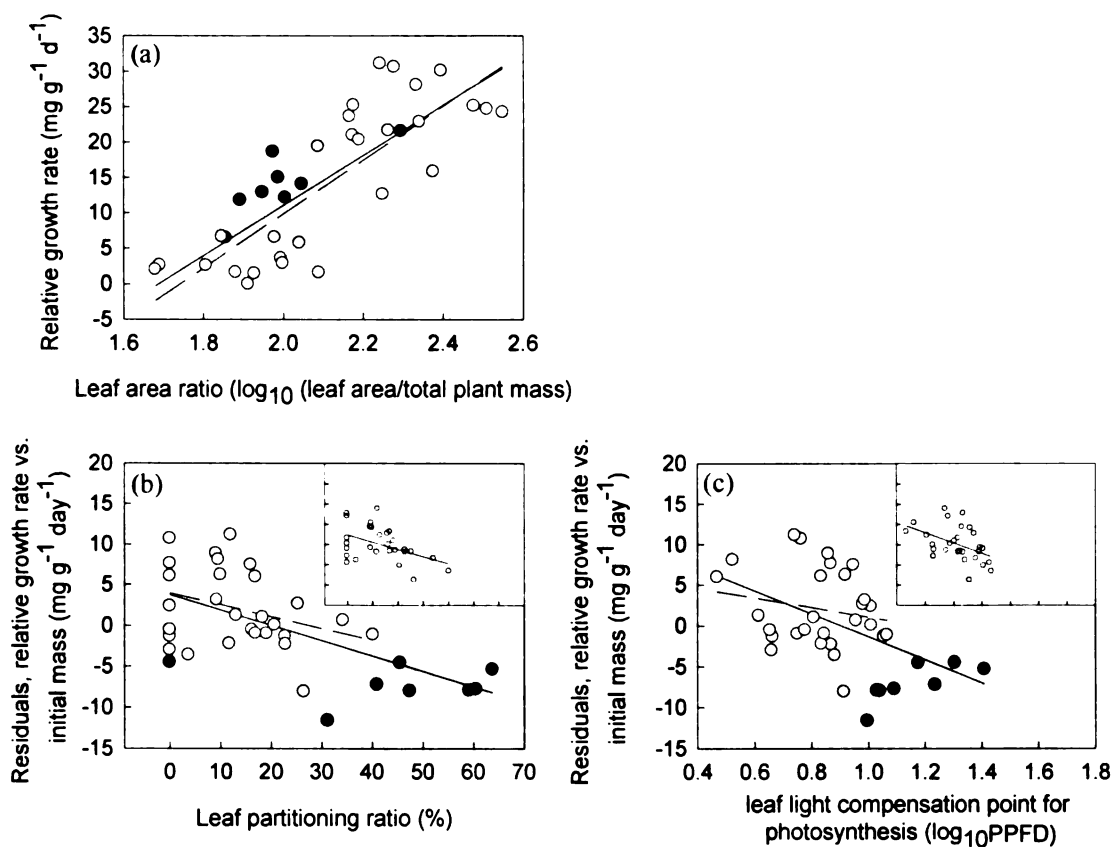 (a)
Relative growth rate (mg g⁻¹ d⁻¹)
35
30
25
20
15
10
5
0
-5
1.6 1.8 2.0 2.2 2.4 2.6
Leaf area ratio (log₁₀ (leaf area/total plant mass)
(b)
Residuals, relative growth rate vs.
initial mass (mg g⁻¹ day⁻¹)
20
15
10
5
0
-5
-10
-15
0 10 20 30 40 50 60 70
Leaf partitioning ratio (%)
(c)
Residuals, relative growth rate vs.
initial mass (mg g⁻¹ day⁻¹)
20
15
10
5
0
-5
-10
-15
0.4 0.6 0.8 1.0 1.2 1.4 1.6 1.8
leaf light compensation point for
photosynthesis (log₁₀PPFD)